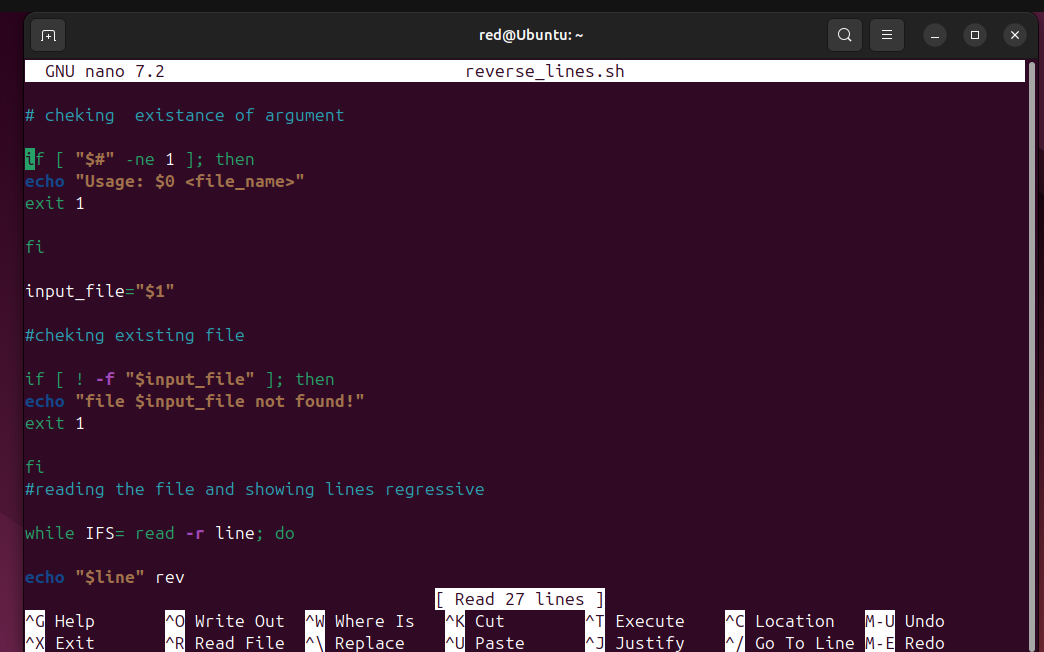 red@Ubuntu: ~
GNU nano 7.2 reverse_lines.sh
# cheking  existance of argument
if [ "$#" -ne 1 ]; then
echo "Usage: $0 <file_name>"
exit 1
fi
input_file="$1"
#cheking existing file
if [ ! -f "$input_file" ]; then
echo "file $input_file not found!"
exit 1
fi
#reading the file and showing lines regressive
while IFS= read -r line; do
echo "$line" rev
[ Read 27 lines ]
^G Help ^O Write Out ^W Where Is ^K Cut ^T Execute ^C Location M-U Undo
^X Exit ^R Read File ^\ Replace ^U Paste ^J Justify ^/ Go To Line M-E Redo